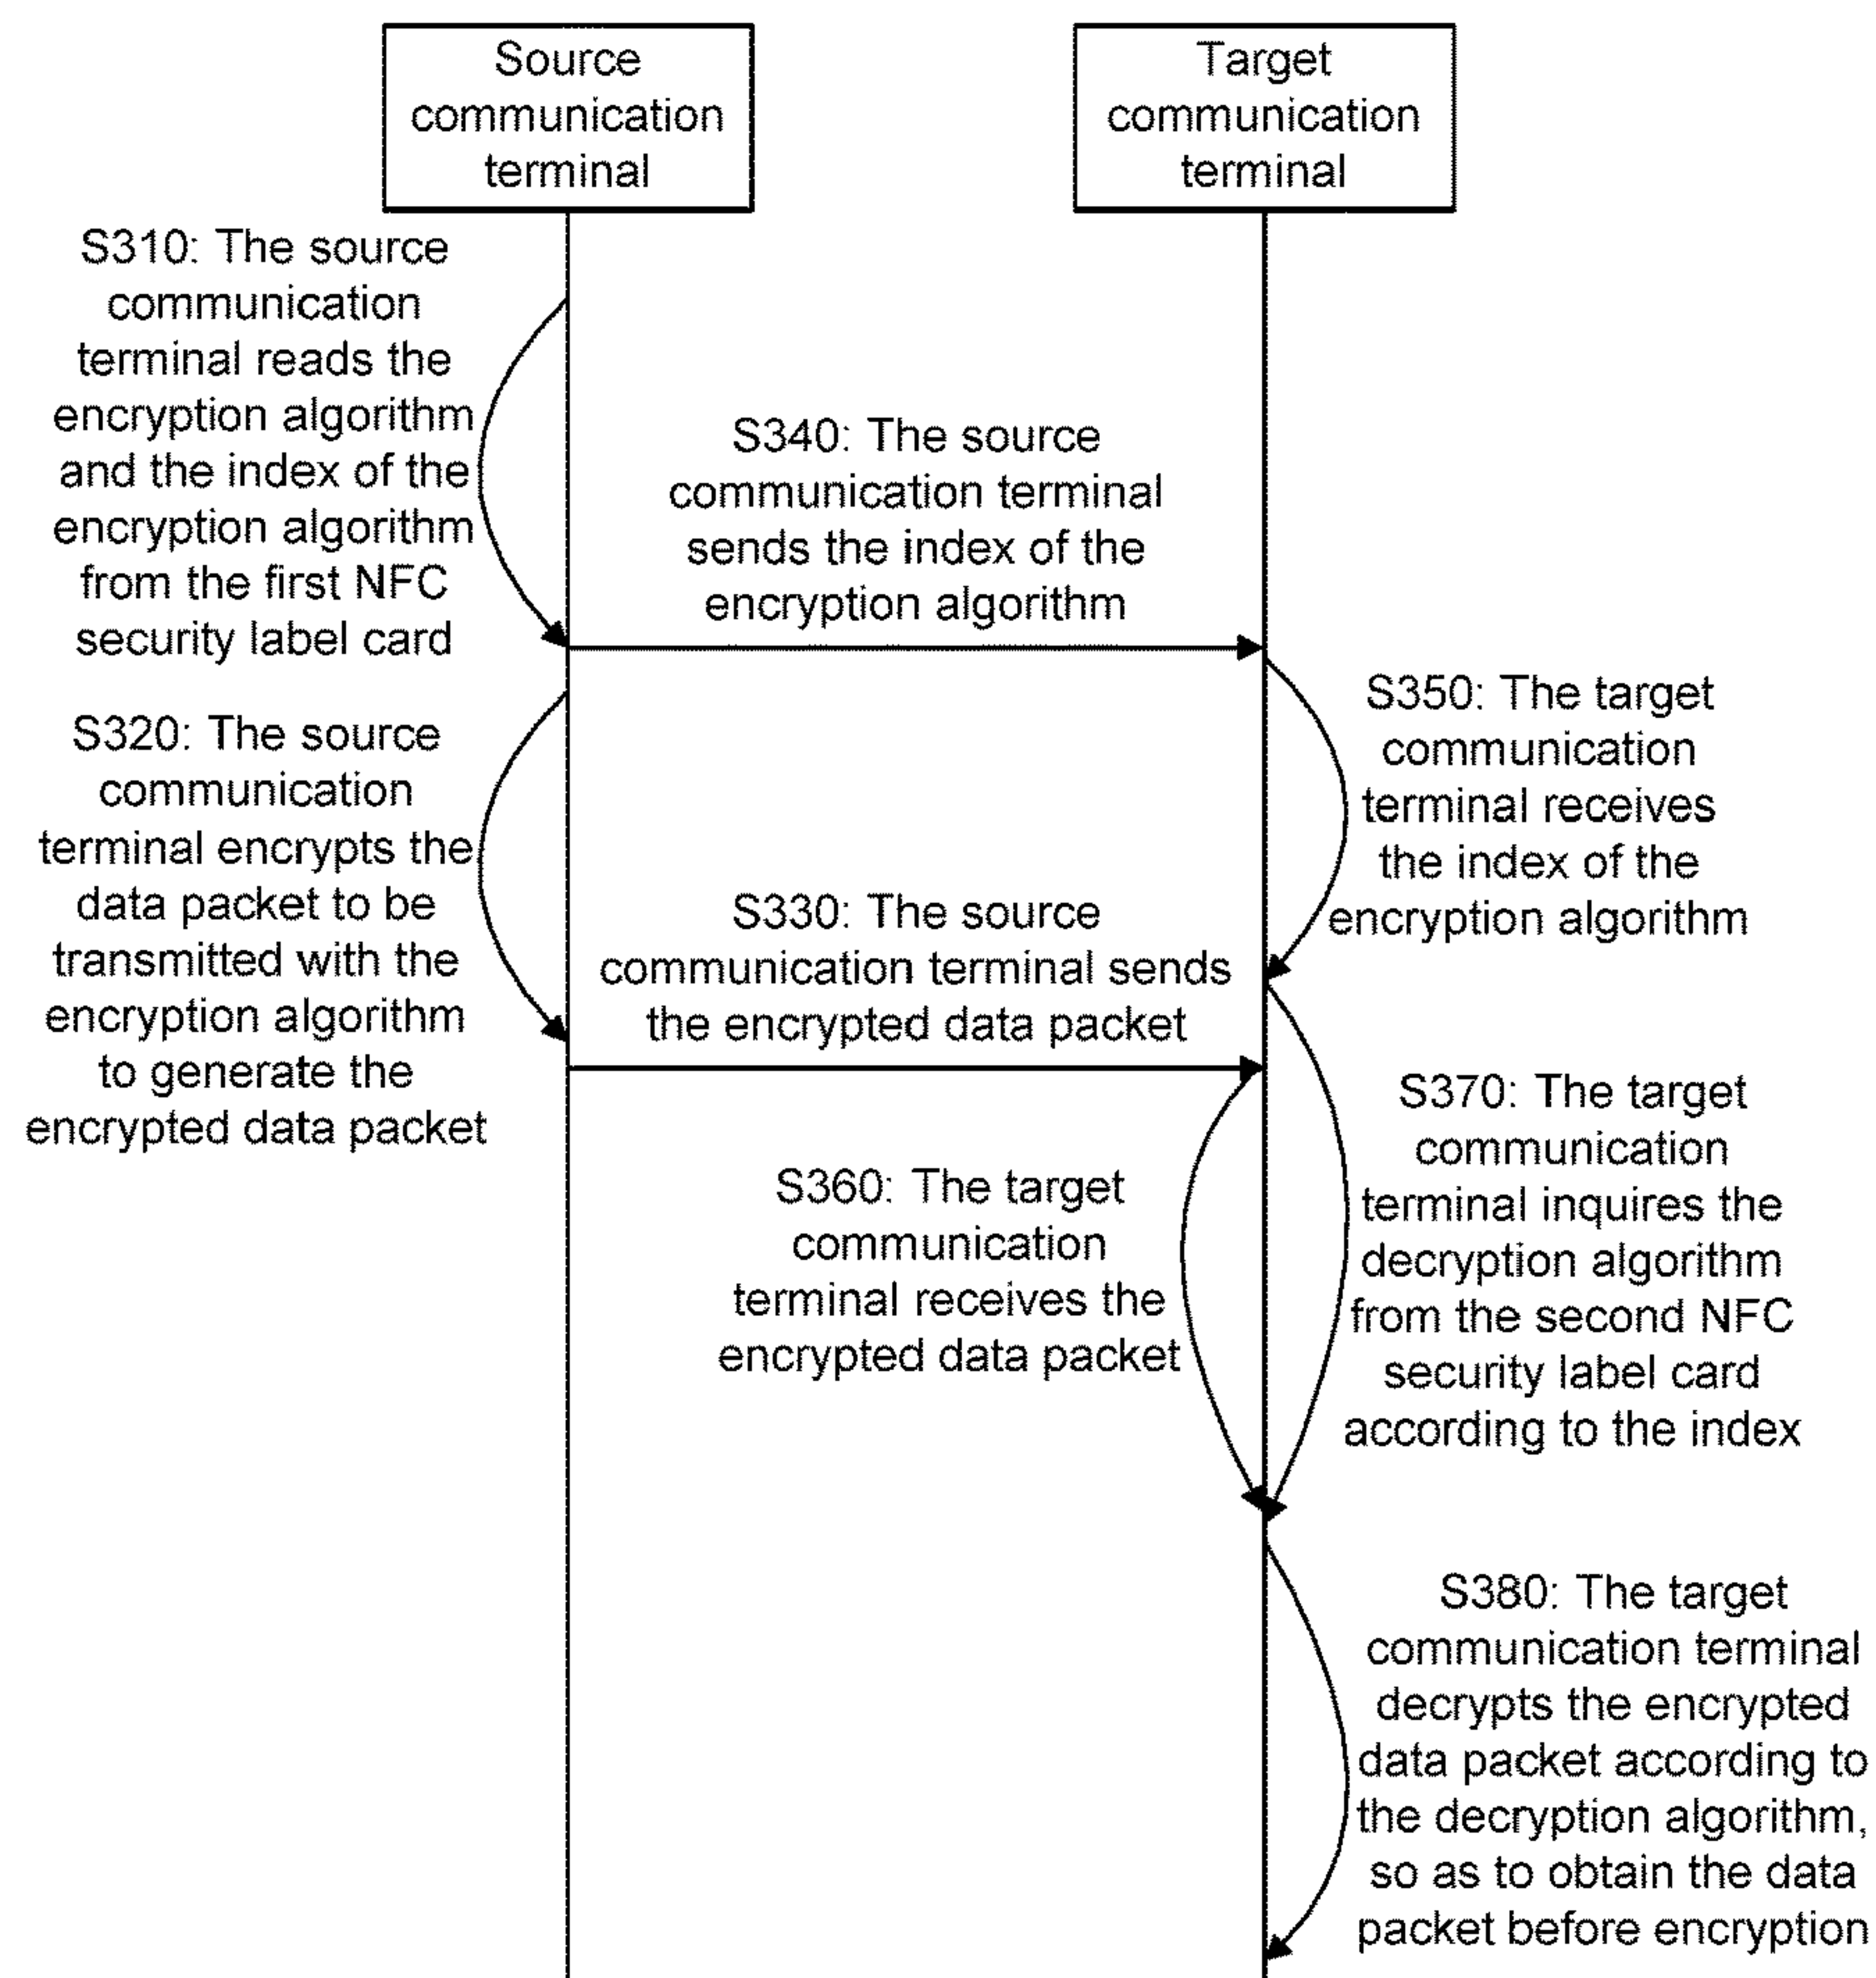 Source
communication
terminal
Target
communication
terminal
S310: The source
communication
terminal reads the
encryption algorithm
and the index of the
encryption algorithm
from the first NFC
security label card
S340: The source
communication terminal
sends the index of the
encryption algorithm
S350: The target
communication
terminal receives
the index of the
encryption algorithm
S320: The source
communication
terminal encrypts the
data packet to be
transmitted with the
encryption algorithm
to generate the
encrypted data packet
S330: The source
communication terminal sends
the encrypted data packet
S360: The target
communication
terminal receives the
encrypted data packet
S370: The target
communication
terminal inquires the
decryption algorithm
from the second NFC
security label card
according to the index
S380: The target
communication terminal
decrypts the encrypted
data packet according to
the decryption algorithm,
so as to obtain the data
packet before encryption